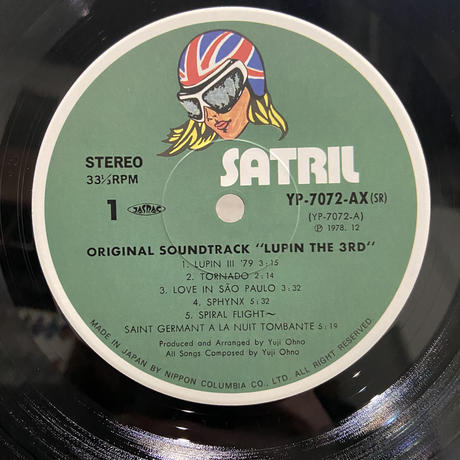 SATRIL
STEREO
33⅓RPM
YP-7072-AX(SR)
1 JASRAC
(YP-7072-A)
Ⓟ 1978. 12
ORIGINAL SOUNDTRACK "LUPIN THE 3RD"
1. LUPIN III '79 3:15
2. TORNADO 2:14
3. LOVE IN SÃO PAULO 3:32
4. SPHYNX 5:32
5. SPIRAL FLIGHT~
SAINT GERMANT A LA NUIT TOMBANTE 5:19
Produced and Arranged by Yuji Ohno
All Songs Composed by Yuji Ohno
MADE IN JAPAN BY NIPPON COLUMBIA CO., LTD. ALL RIGHT RESERVED